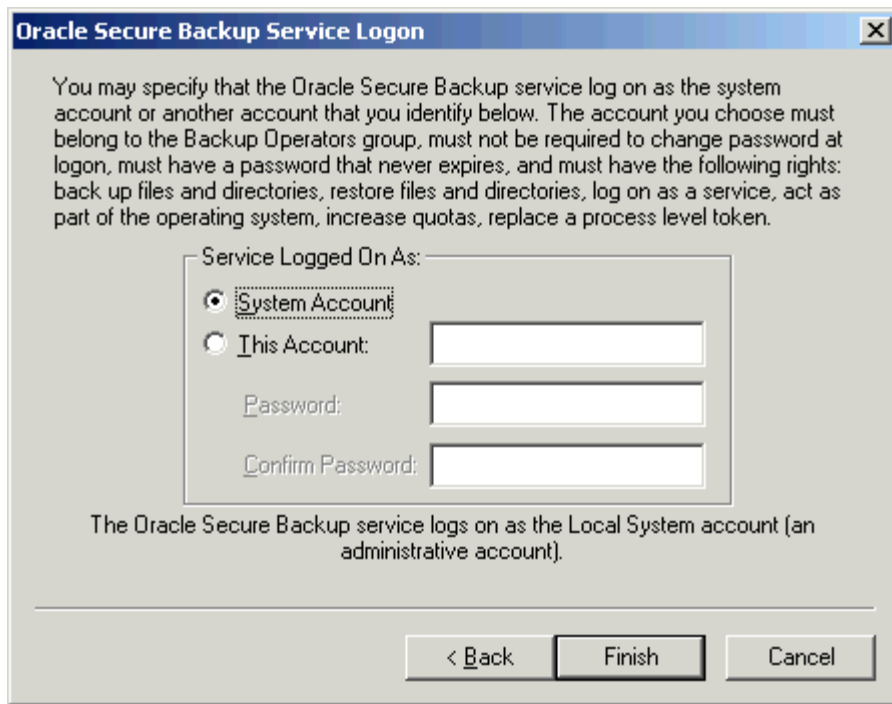 Oracle Secure Backup Service Logon
You may specify that the Oracle Secure Backup service log on as the system
account or another account that you identify below. The account you choose must
belong to the Backup Operators group, must not be required to change password at
logon, must have a password that never expires, and must have the following rights:
back up files and directories, restore files and directories, log on as a service, act as
part of the operating system, increase quotas, replace a process level token.
Service Logged On As:
System Account
This Account:
Password:
Confirm Password:
The Oracle Secure Backup service logs on as the Local System account (an
administrative account).
< Back
Finish
Cancel